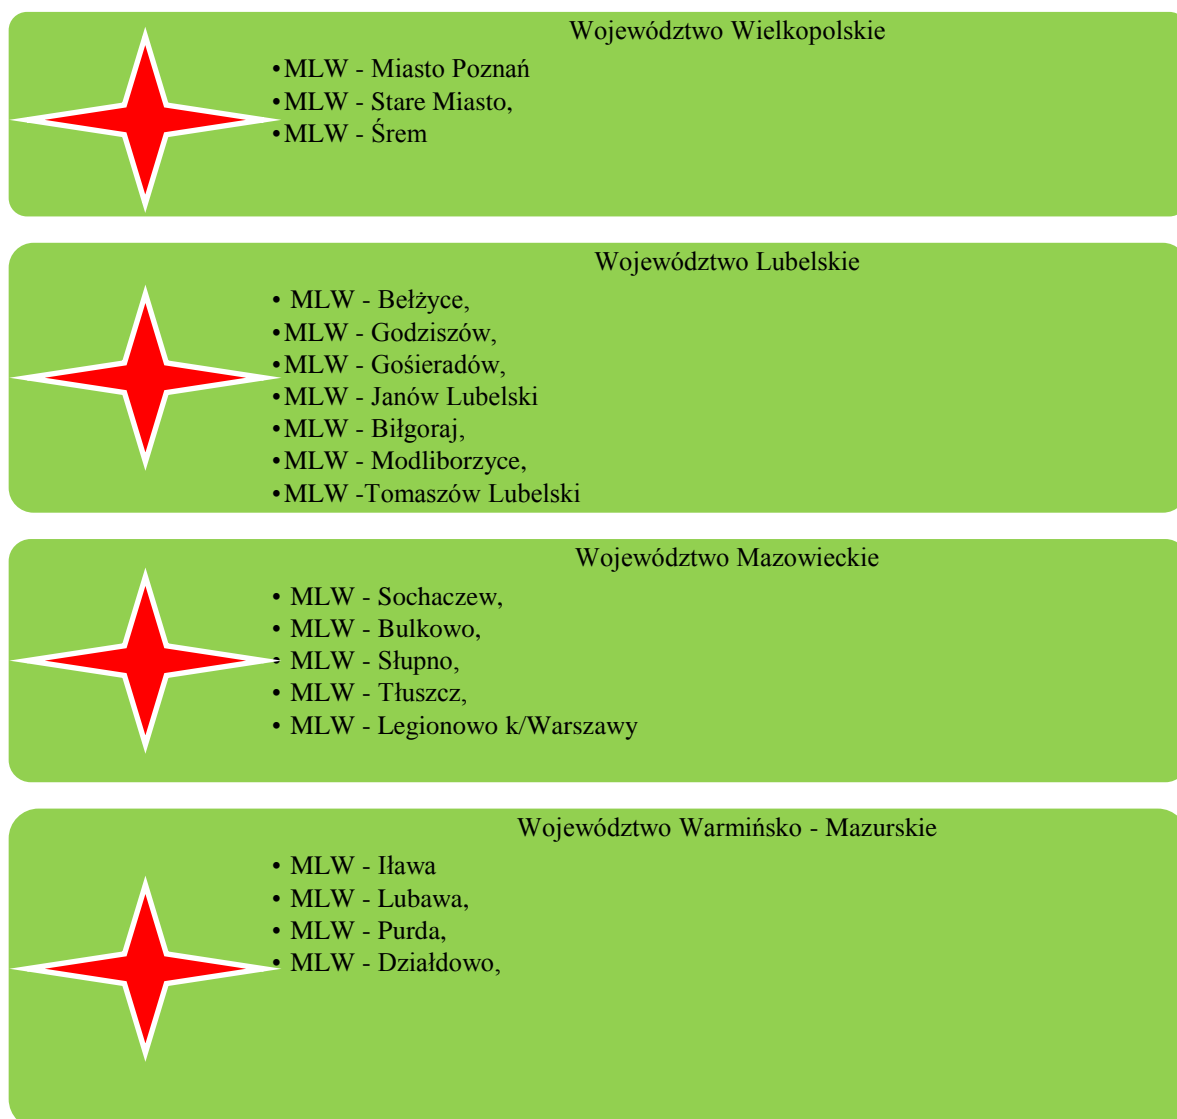 Województwo Wielkopolskie
•MLW - Miasto Poznań
•MLW - Stare Miasto,
•MLW - Śrem
Województwo Lubelskie
• MLW - Bełżyce,
•MLW - Godziszów,
•MLW - Gośieradów,
•MLW - Janów Lubelski
•MLW - Biłgoraj,
•MLW - Modliborzyce,
•MLW -Tomaszów Lubelski
Województwo Mazowieckie
• MLW - Sochaczew,
• MLW - Bulkowo,
• MLW - Słupno,
• MLW - Tłuszcz,
• MLW - Legionowo k/Warszawy
Województwo Warmińsko - Mazurskie
• MLW - Iława
• MLW - Lubawa,
• MLW - Purda,
• MLW - Działdowo,